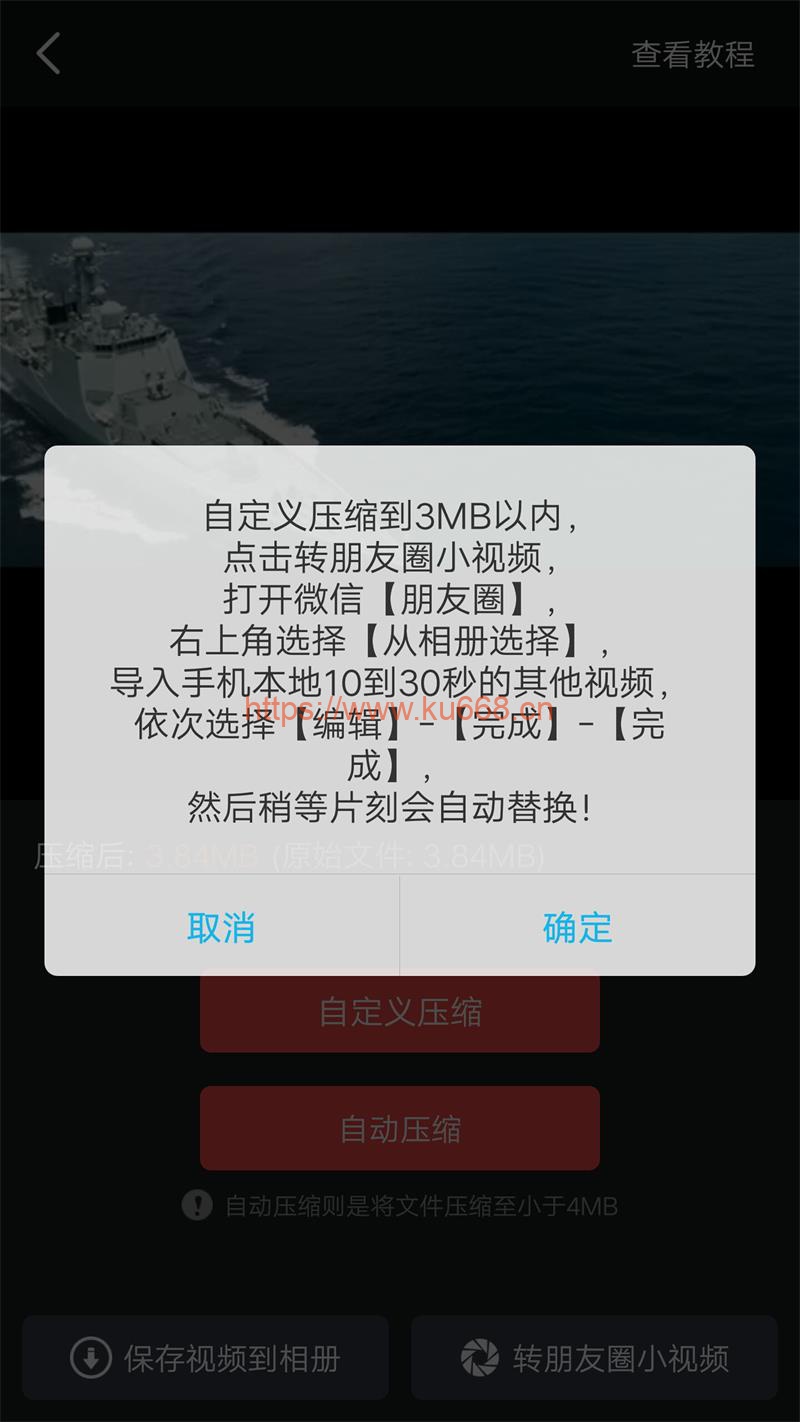 查看教程
自定义压缩到3MB以内，
点击转朋友圈小视频，
打开微信【朋友圈】，
右上角选择【从相册选择】，
导入手机本地10到30秒的其他视频，
https://www.ku668.cn
依次选择【编辑】-【完成】-【完
成】，
然后稍等片刻会自动替换！
压缩后: 3.84MB (原始文件: 3.84MB)
取消
确定
自定义压缩
自动压缩
自动压缩则是将文件压缩至小于4MB
保存视频到相册
转朋友圈小视频